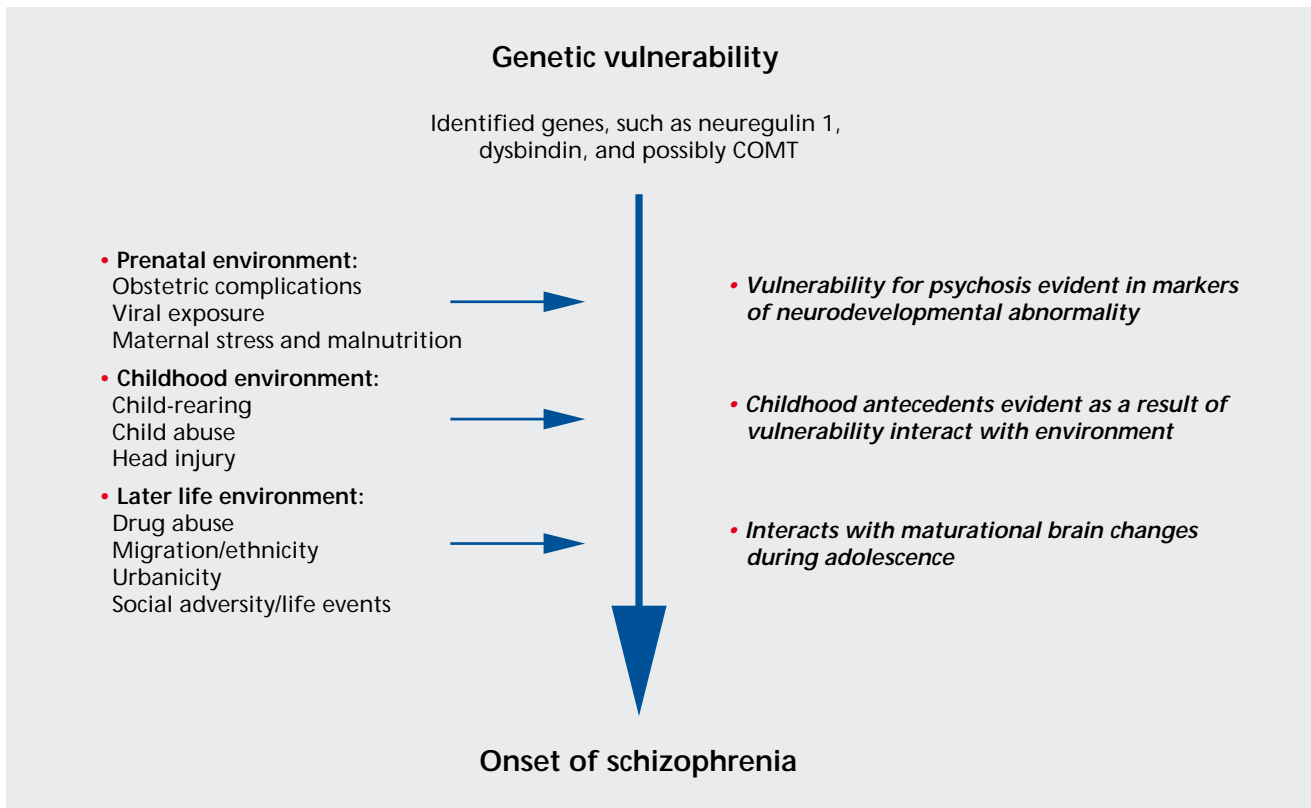 Genetic vulnerability
Identified genes, such as neuregulin 1,
dysbindin, and possibly COMT
• Prenatal environment:
Obstetric complications
Viral exposure
Maternal stress and malnutrition
• Vulnerability for psychosis evident in markers
of neurodevelopmental abnormality
• Childhood environment:
Child-rearing
Child abuse
Head injury
• Childhood antecedents evident as a result of
vulnerability interact with environment
• Later life environment:
Drug abuse
Migration/ethnicity
Urbanicity
Social adversity/life events
• Interacts with maturational brain changes
during adolescence
Onset of schizophrenia